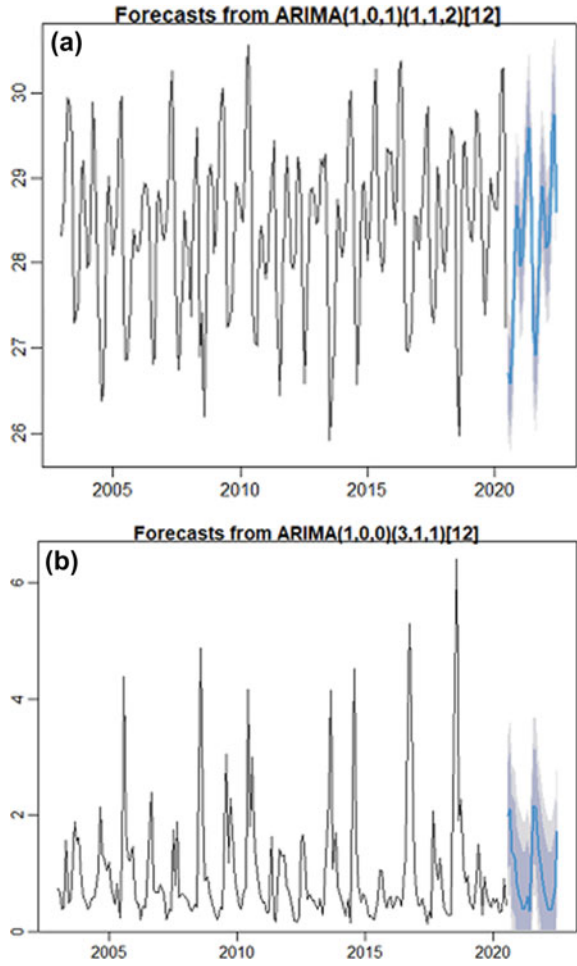 Forecasts from ARIMA(1,0,1)(1,1,2)[12]
(a)
30
29
28
27
26
2005 2010 2015 2020
Forecasts from ARIMA(1,0,0)(3,1,1)[12]
(b)
6
4
2
0
2005 2010 2015 2020